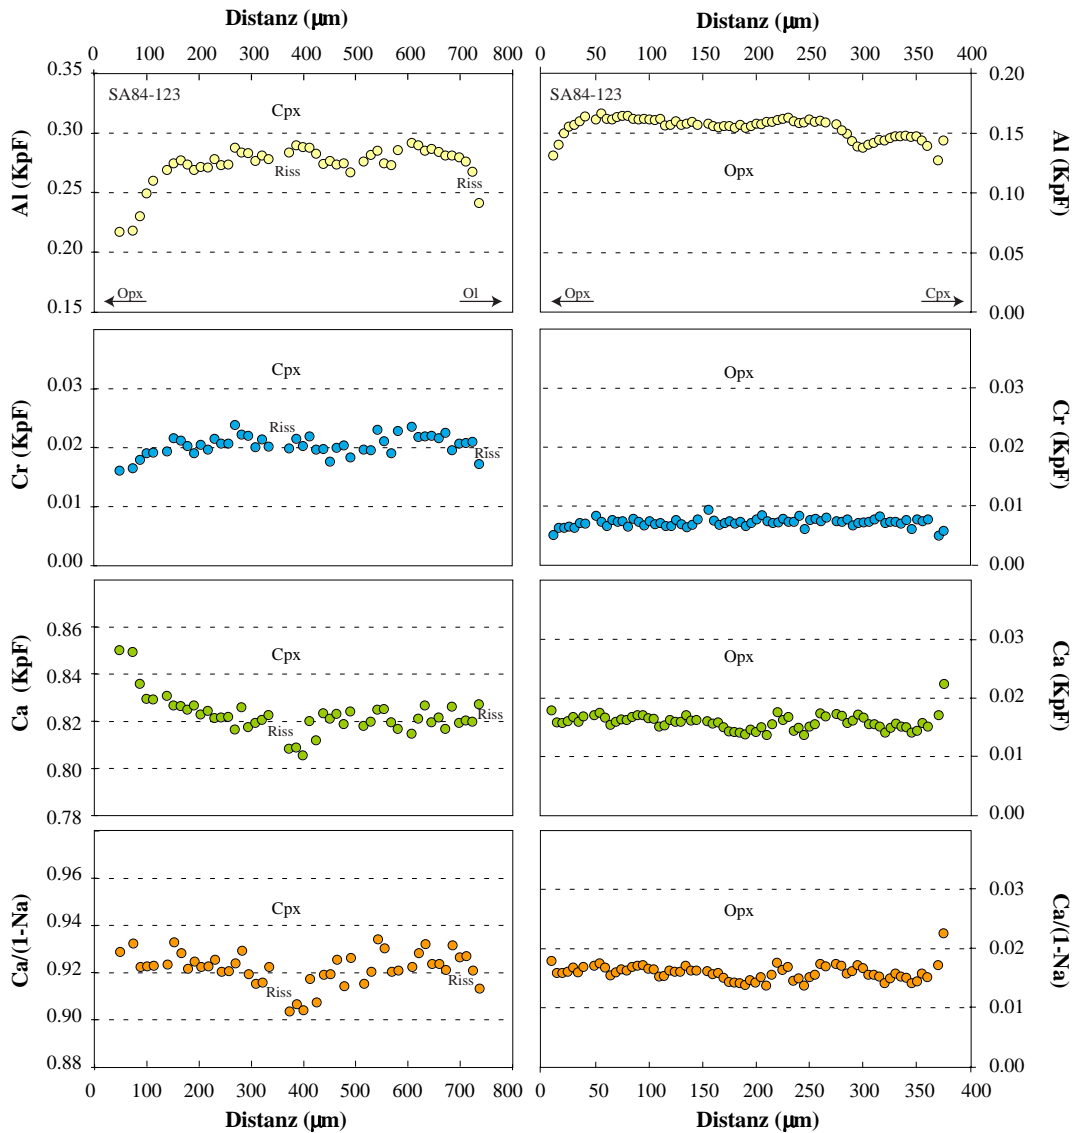 Distanz (µm)
Distanz (µm)
0 100 200 300 400 500 600 700 800
0 50 100 150 200 250 300 350 400
Al (KpF)
0.35
0.30
0.25
0.20
0.15
SA84-123
Cpx
Riss
Riss
Opx
Ol
SA84-123
Opx
Opx
Cpx
0.20
0.15
0.10
0.05
0.00
Al (KpF)
Cr (KpF)
0.03
0.02
0.01
0.00
Cpx
Riss
Riss
Opx
0.03
0.02
0.01
0.00
Cr (KpF)
Ca (KpF)
0.86
0.84
0.82
0.80
0.78
Cpx
Riss
Riss
Opx
0.03
0.02
0.01
0.00
Ca (KpF)
Ca/(1-Na)
0.96
0.94
0.92
0.90
0.88
Cpx
Riss
Riss
Opx
0.03
0.02
0.01
0.00
Ca/(1-Na)
0 100 200 300 400 500 600 700 800
0 50 100 150 200 250 300 350 400
Distanz (µm)
Distanz (µm)